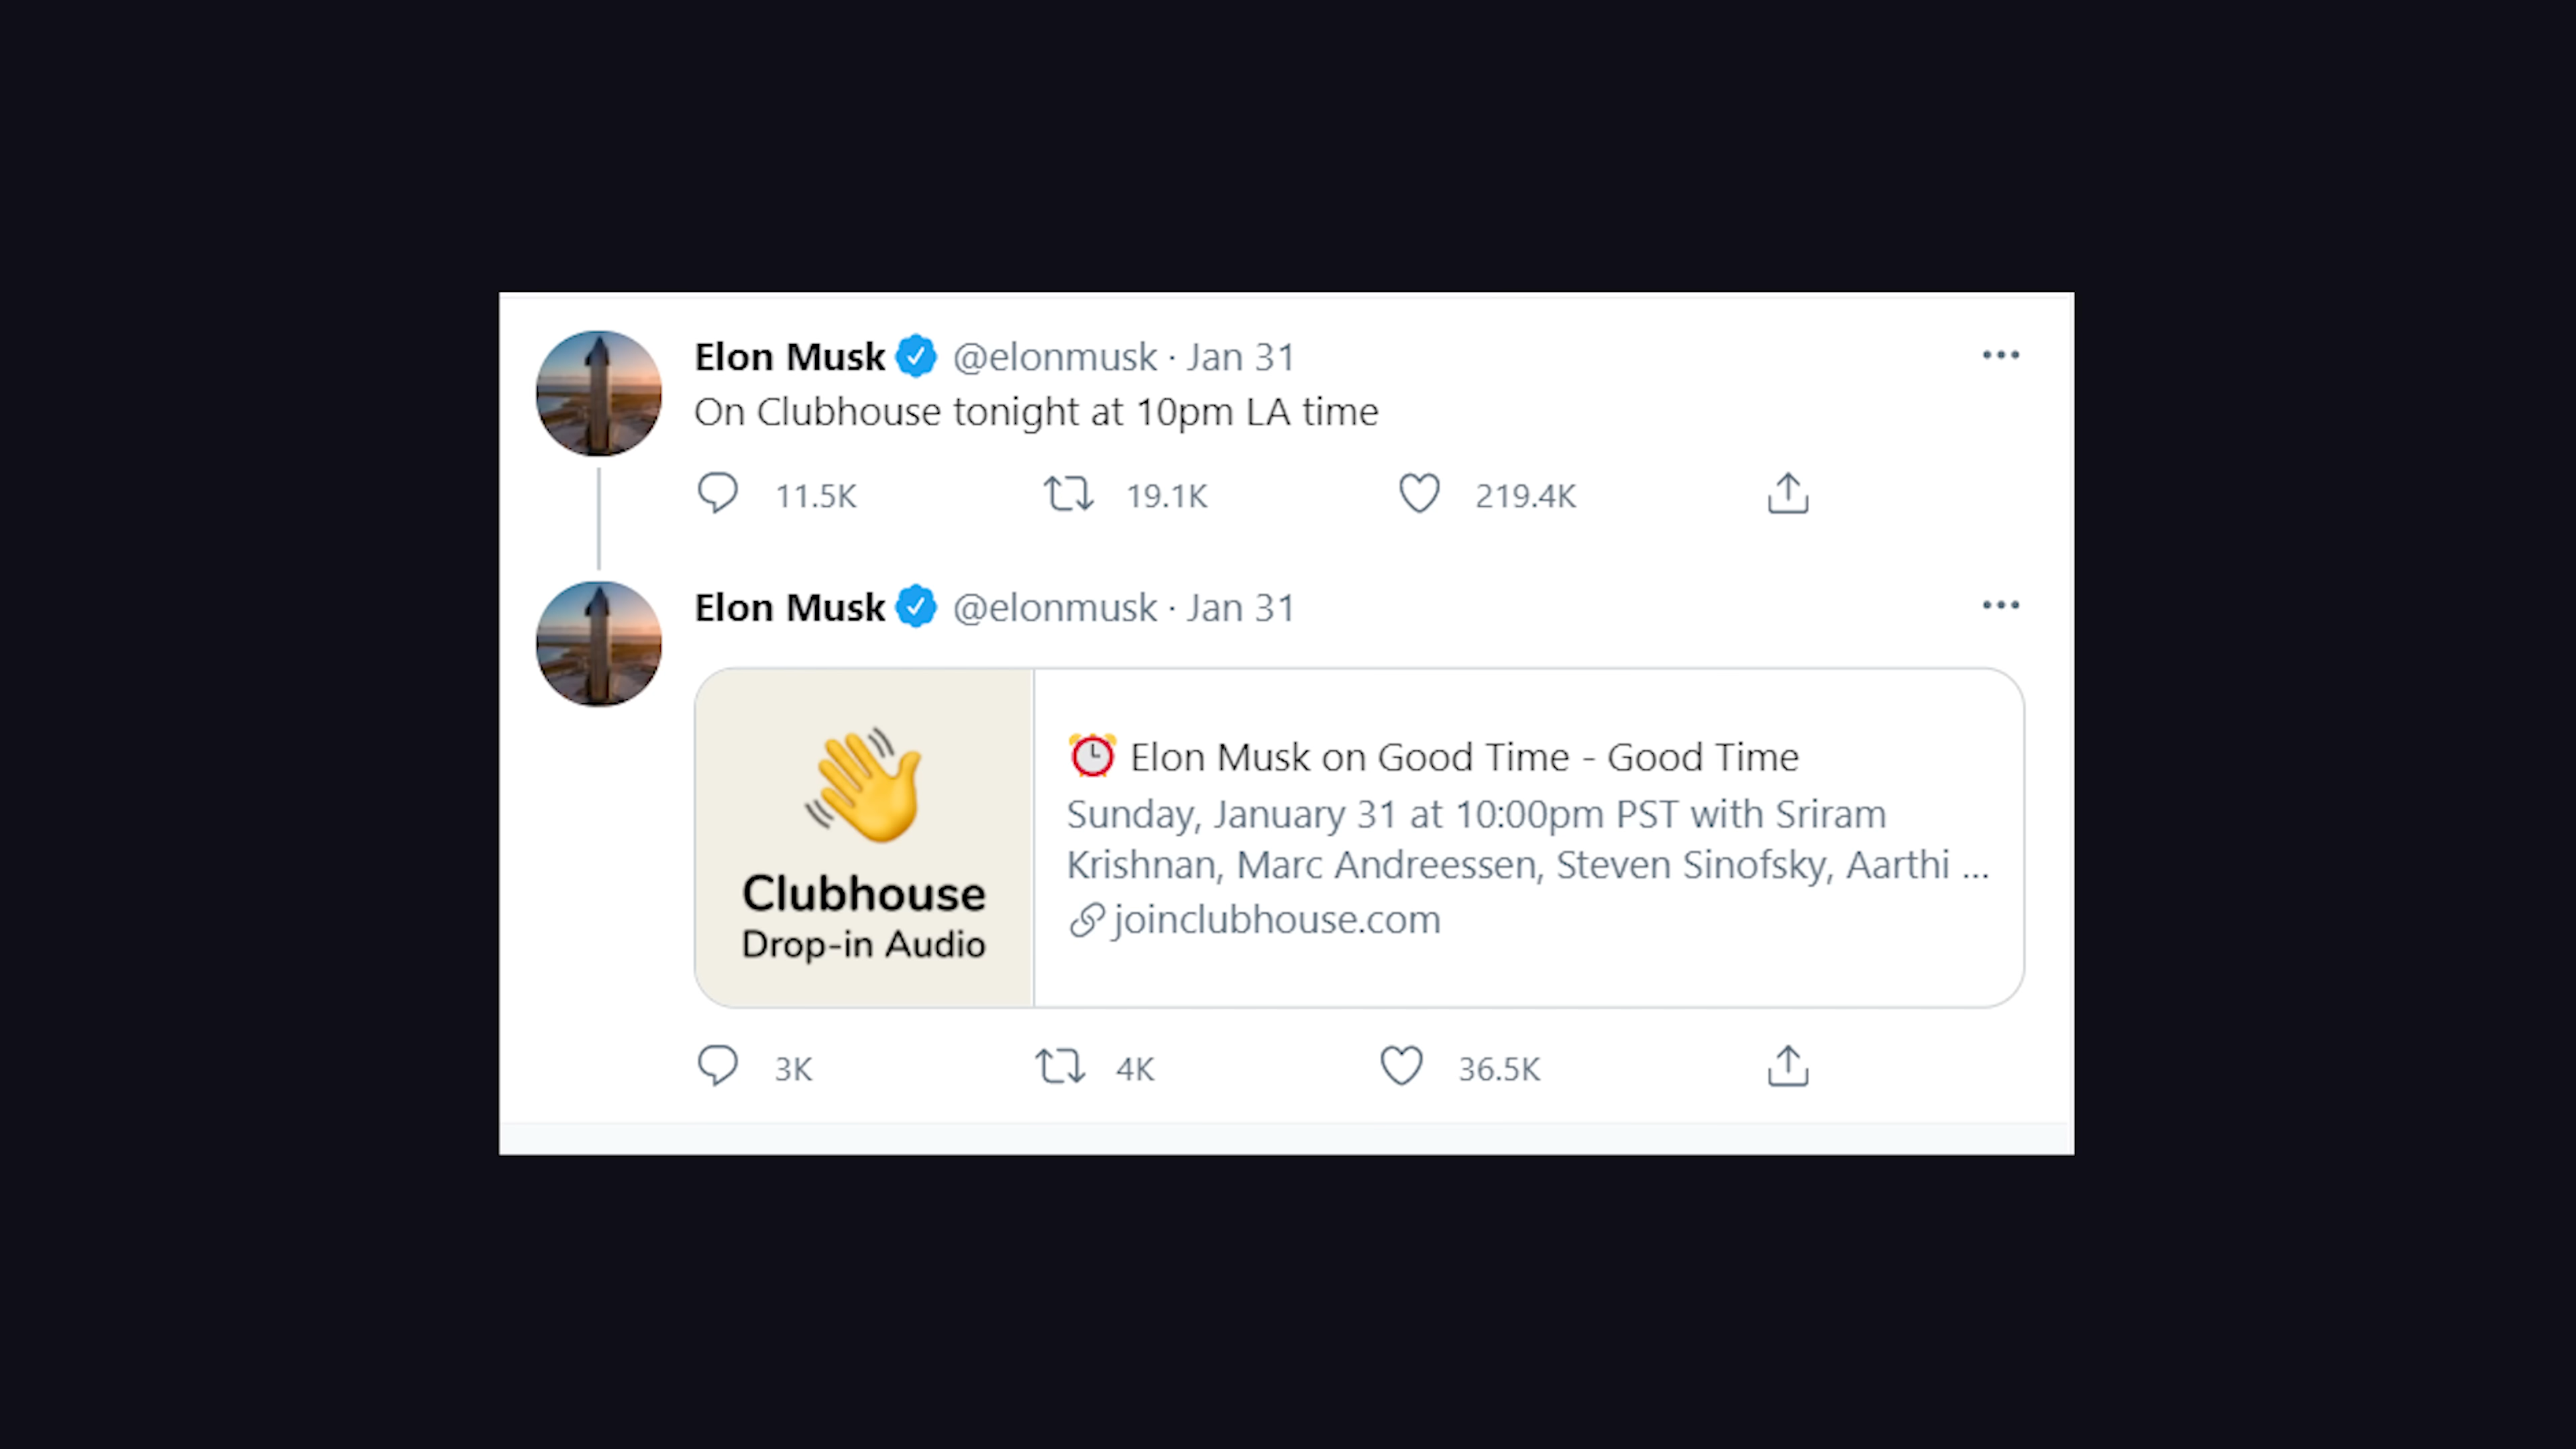 Elon Musk @elonmusk · Jan 31
On Clubhouse tonight at 10pm LA time
11.5K 19.1K 219.4K
Elon Musk @elonmusk · Jan 31
Clubhouse
Drop-in Audio
⏰ Elon Musk on Good Time - Good Time
Sunday, January 31 at 10:00pm PST with Sriram
Krishnan, Marc Andreessen, Steven Sinofsky, Aarthi ...
joinclubhouse.com
3K 4K 36.5K